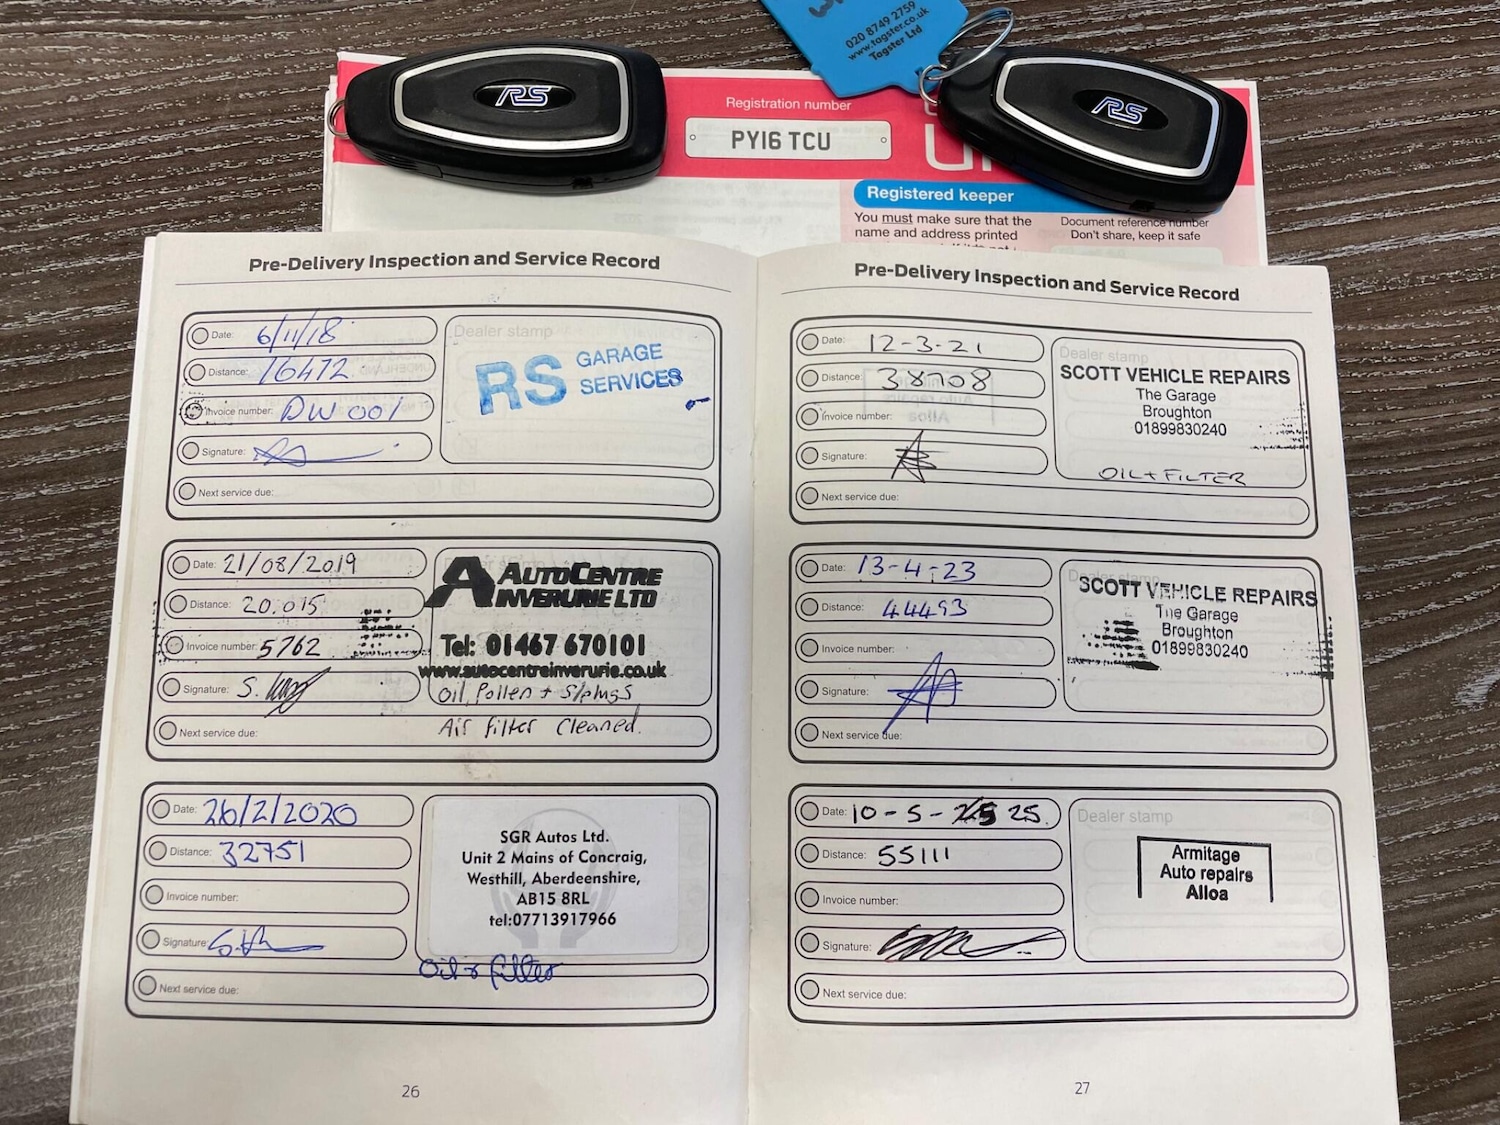 020 8749 2759
www.tagster.co.uk
Tagster Ltd
RS
RS
Registration number
PY16 TCU
Registered keeper
You must make sure that the
name and address printed
Document reference number
Don't share, keep it safe
Pre-Delivery Inspection and Service Record
Date: 6/11/18
Distance: 16472
Invoice number: DW001
Signature:
Next service due:
Dealer stamp
RS GARAGE
SERVICES
Date: 21/08/2019
Distance: 20,015
Invoice number: 5762
Signature:
Next service due:
AUTOCENTRE
INVERURIE LTD
Tel: 01467 670101
www.autocentreinverurie.co.uk
Oil, Pollen + S/plugs
Air filter cleaned.
Date: 26/2/2020
Distance: 32751
Invoice number:
Signature:
Next service due:
SGR Autos Ltd.
Unit 2 Mains of Concraig,
Westhill, Aberdeenshire,
AB15 8RL
tel:07713917966
Oil & filter
26
Pre-Delivery Inspection and Service Record
Date: 12-3-21
Distance: 38708
Invoice number:
Signature:
Next service due:
Dealer stamp
SCOTT VEHICLE REPAIRS
The Garage
Broughton
01899830240
OIL + FILTER
Date: 13-4-23
Distance: 44493
Invoice number:
Signature:
Next service due:
Dealer stamp
SCOTT VEHICLE REPAIRS
The Garage
Broughton
01899830240
Date: 10-5-25.
Distance: 55111
Invoice number:
Signature:
Next service due:
Dealer stamp
Armitage
Auto repairs
Alloa
27